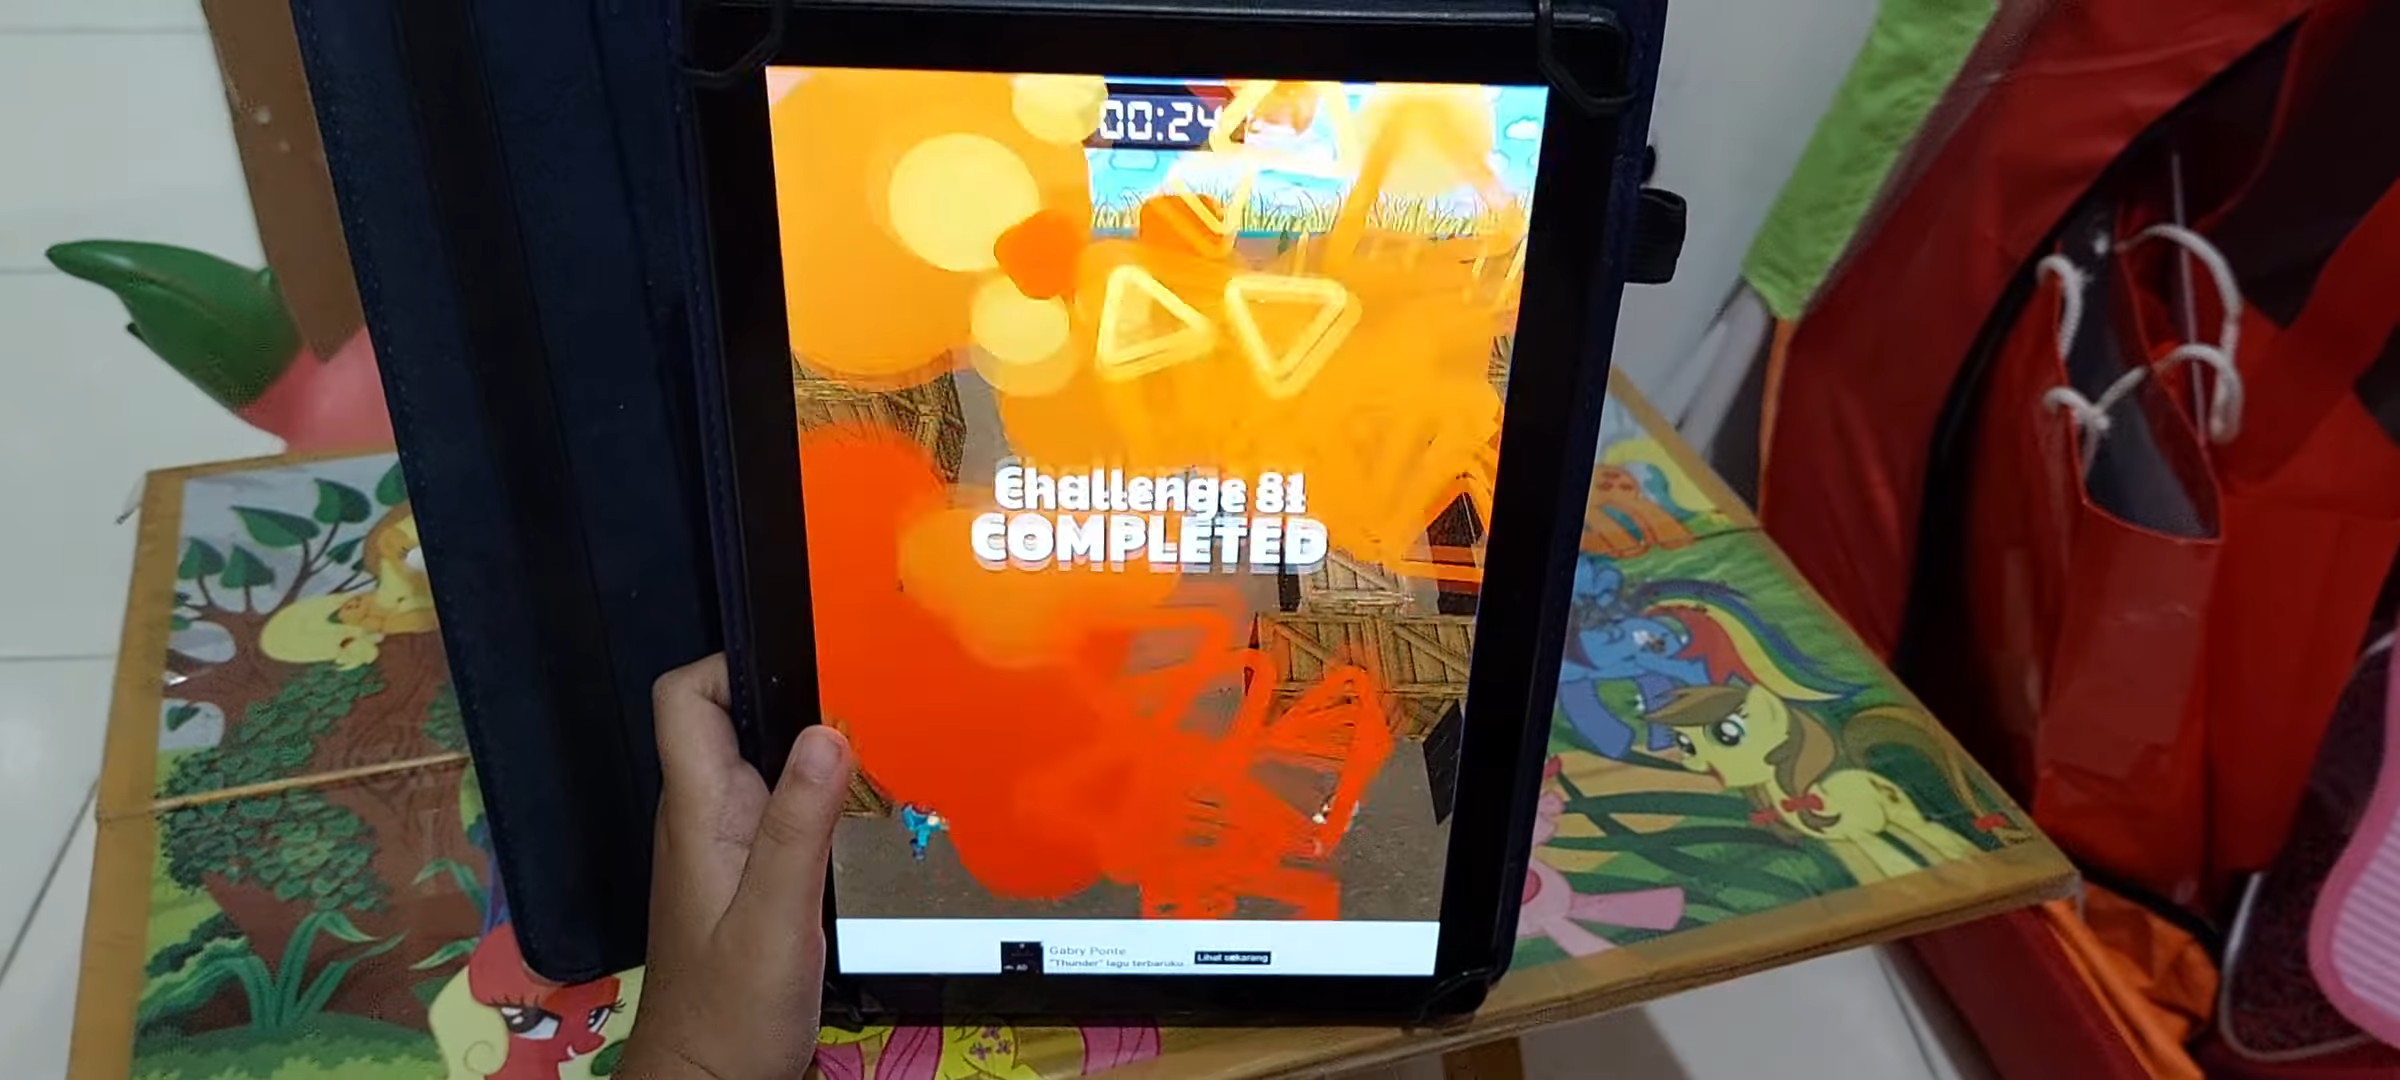 00:24
Challenge 81
COMPLETED
Gabry Ponte
"Thunder" lagu terbaruku...
Lihat sekarang